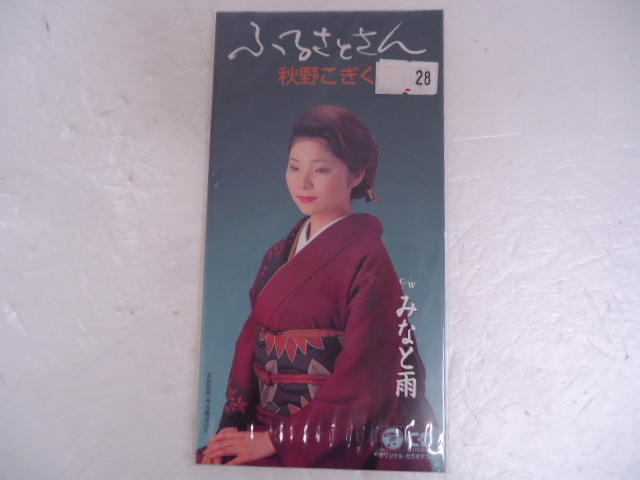 ふるさとさん
秋野こぎく
28
c/w
みなと雨
オリジナル・カラオケ